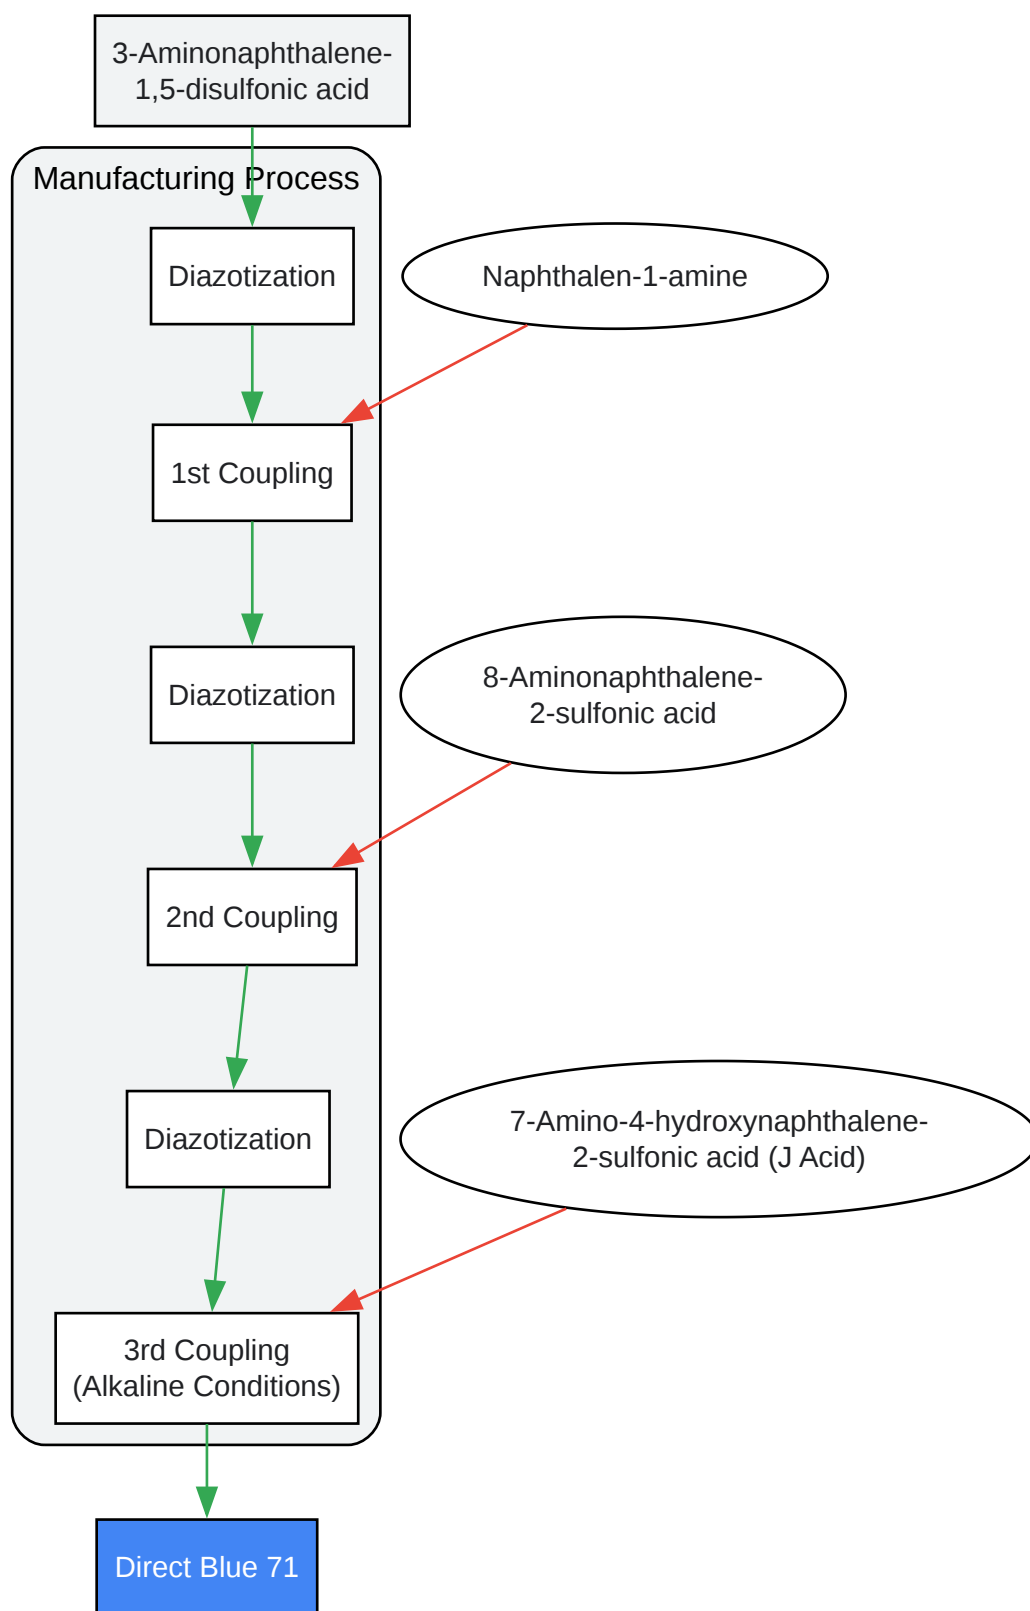 3-Aminonaphthalene-
1,5-disulfonic acid
Manufacturing Process
Diazotization
Naphthalen-1-amine
1st Coupling
Diazotization
8-Aminonaphthalene-
2-sulfonic acid
2nd Coupling
Diazotization
7-Amino-4-hydroxynaphthalene-
2-sulfonic acid (J Acid)
3rd Coupling
(Alkaline Conditions)
Direct Blue 71